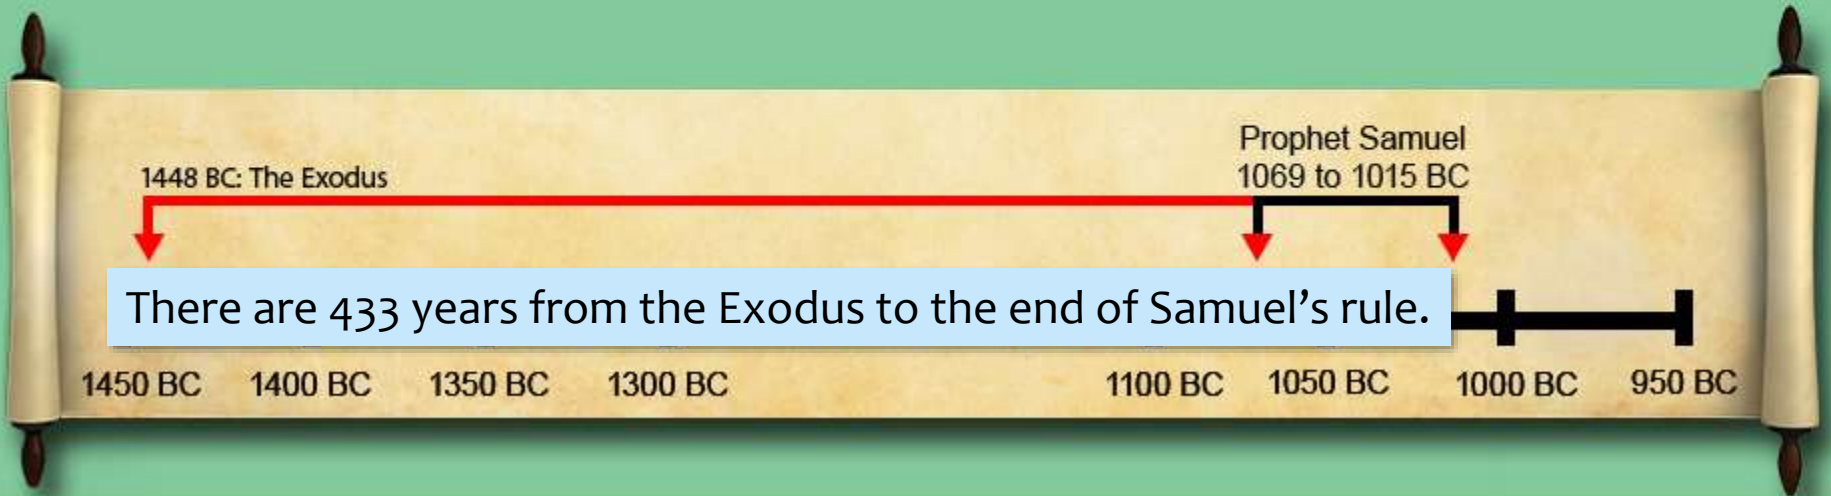 Prophet Samuel
1069 to 1015 BC
1448 BC: The Exodus
There are 433 years from the Exodus to the end of Samuel’s rule.
1450 BC 1400 BC 1350 BC 1300 BC 1100 BC 1050 BC 1000 BC 950 BC